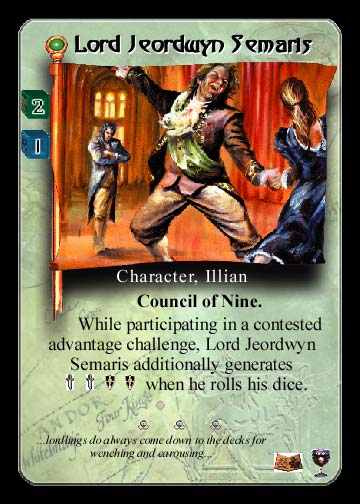 Lord Jeordwyn Semaris
2
1
Character, Illian
Council of Nine.
While participating in a contested
advantage challenge, Lord Jeordwyn
Semaris additionally generates
when he rolls his dice.
...lordlings do always come down to the decks for
wenching and carousing...